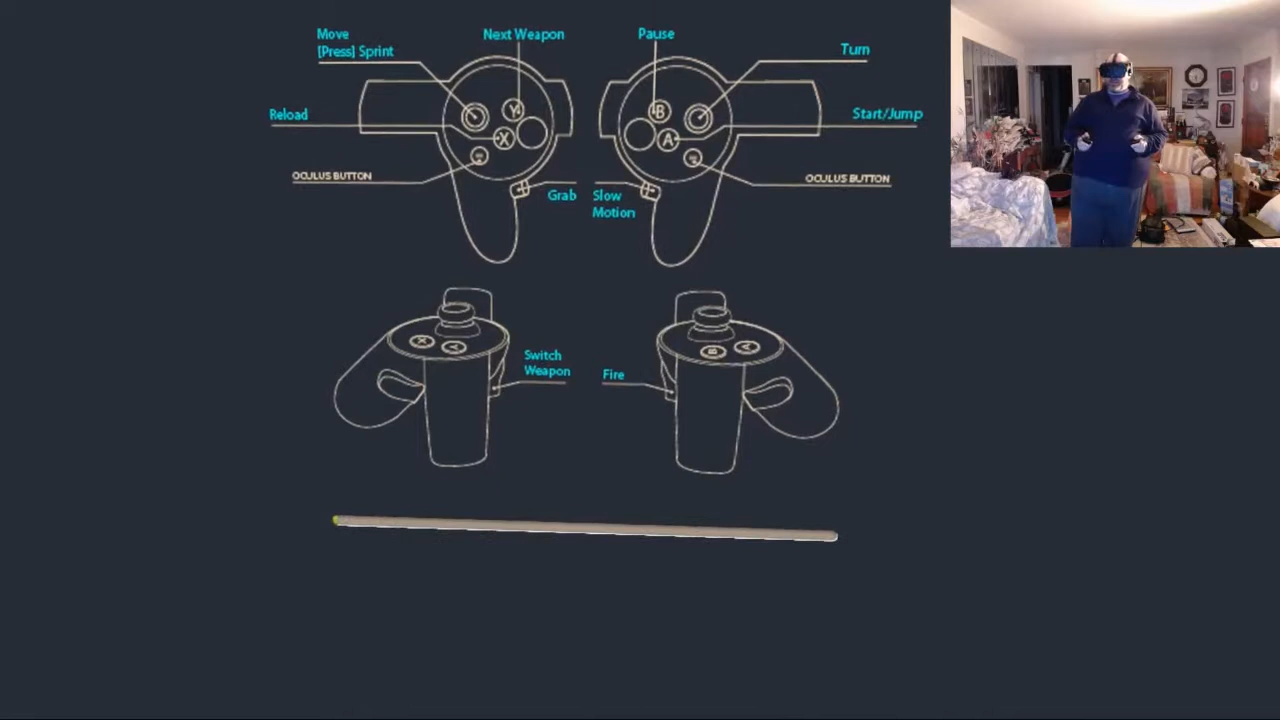 Move
[Press] Sprint
Next Weapon
Pause
Turn
Reload
Y
B
Start/Jump
X
A
OCULUS BUTTON
OCULUS BUTTON
Grab
Slow
Motion
X
Y
B
A
Switch
Weapon
Fire